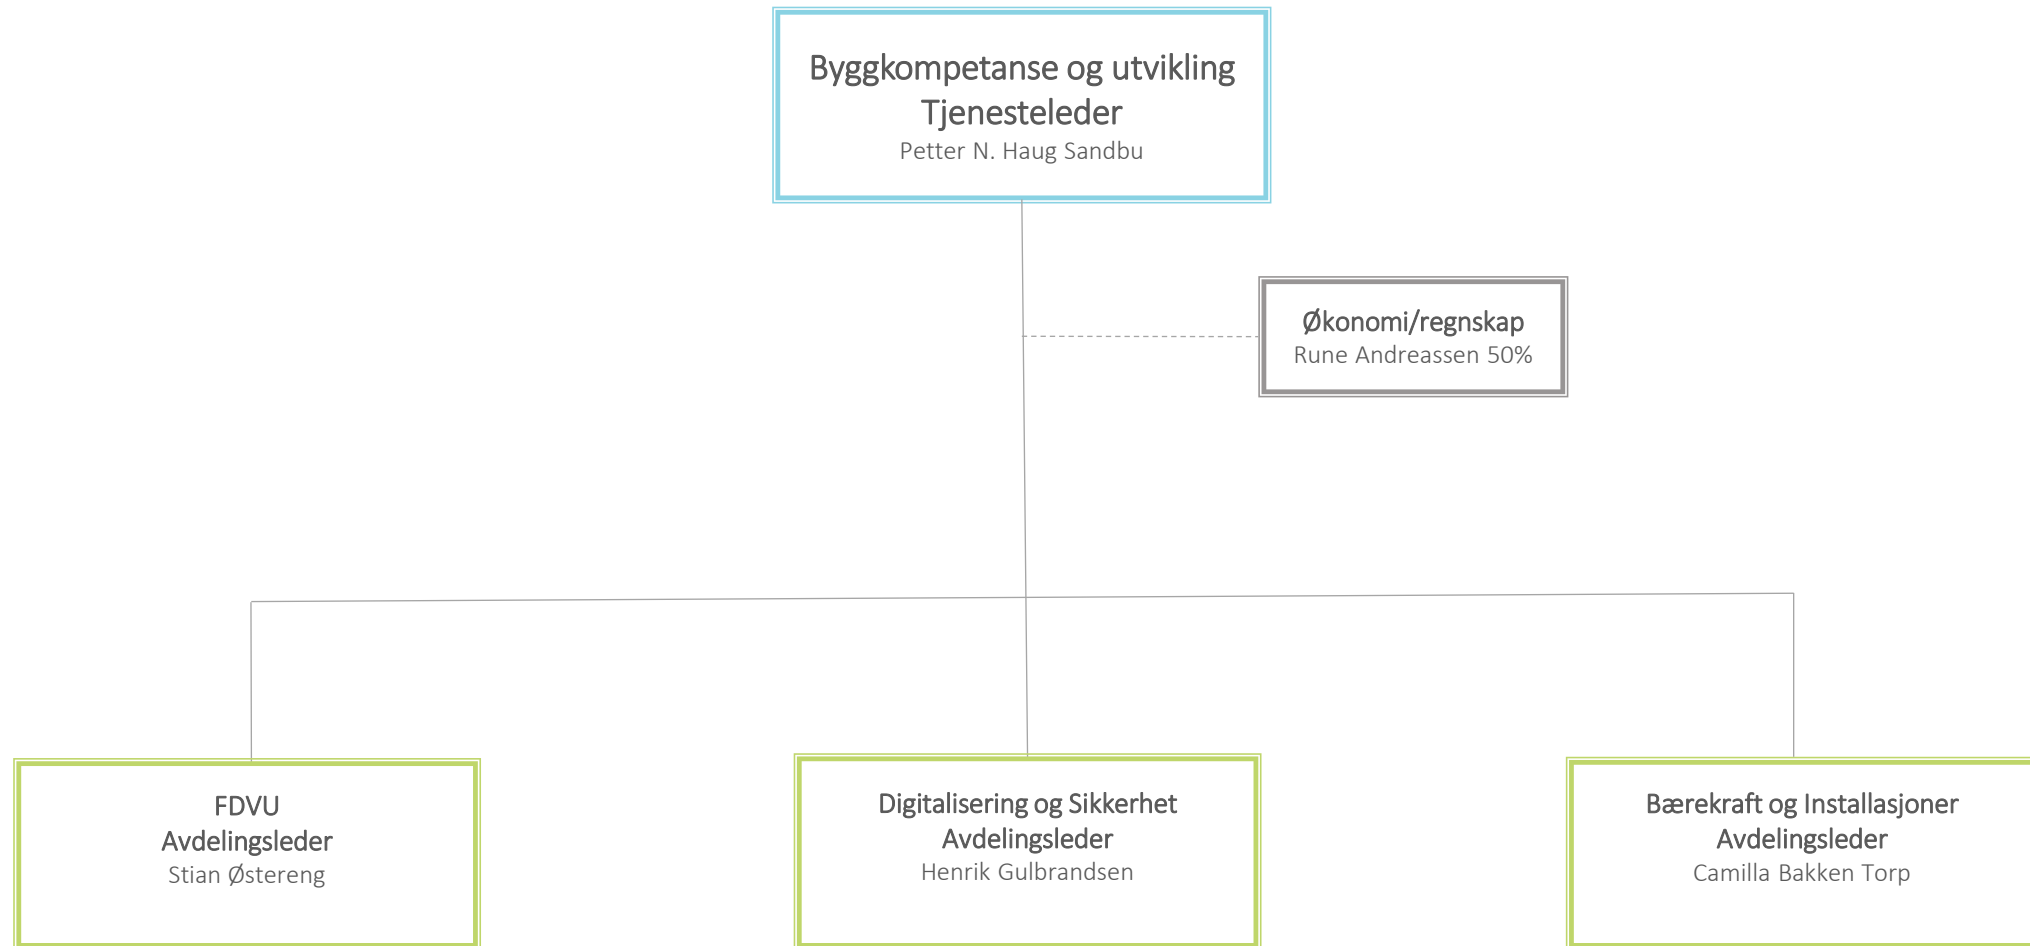 Byggkompetanse og utvikling
Tjenesteleder
Petter N. Haug Sandbu
Økonomi/regnskap
Rune Andreassen 50%
FDVU
Avdelingsleder
Stian Østereng
Digitalisering og Sikkerhet
Avdelingsleder
Henrik Gulbrandsen
Bærekraft og Installasjoner
Avdelingsleder
Camilla Bakken Torp